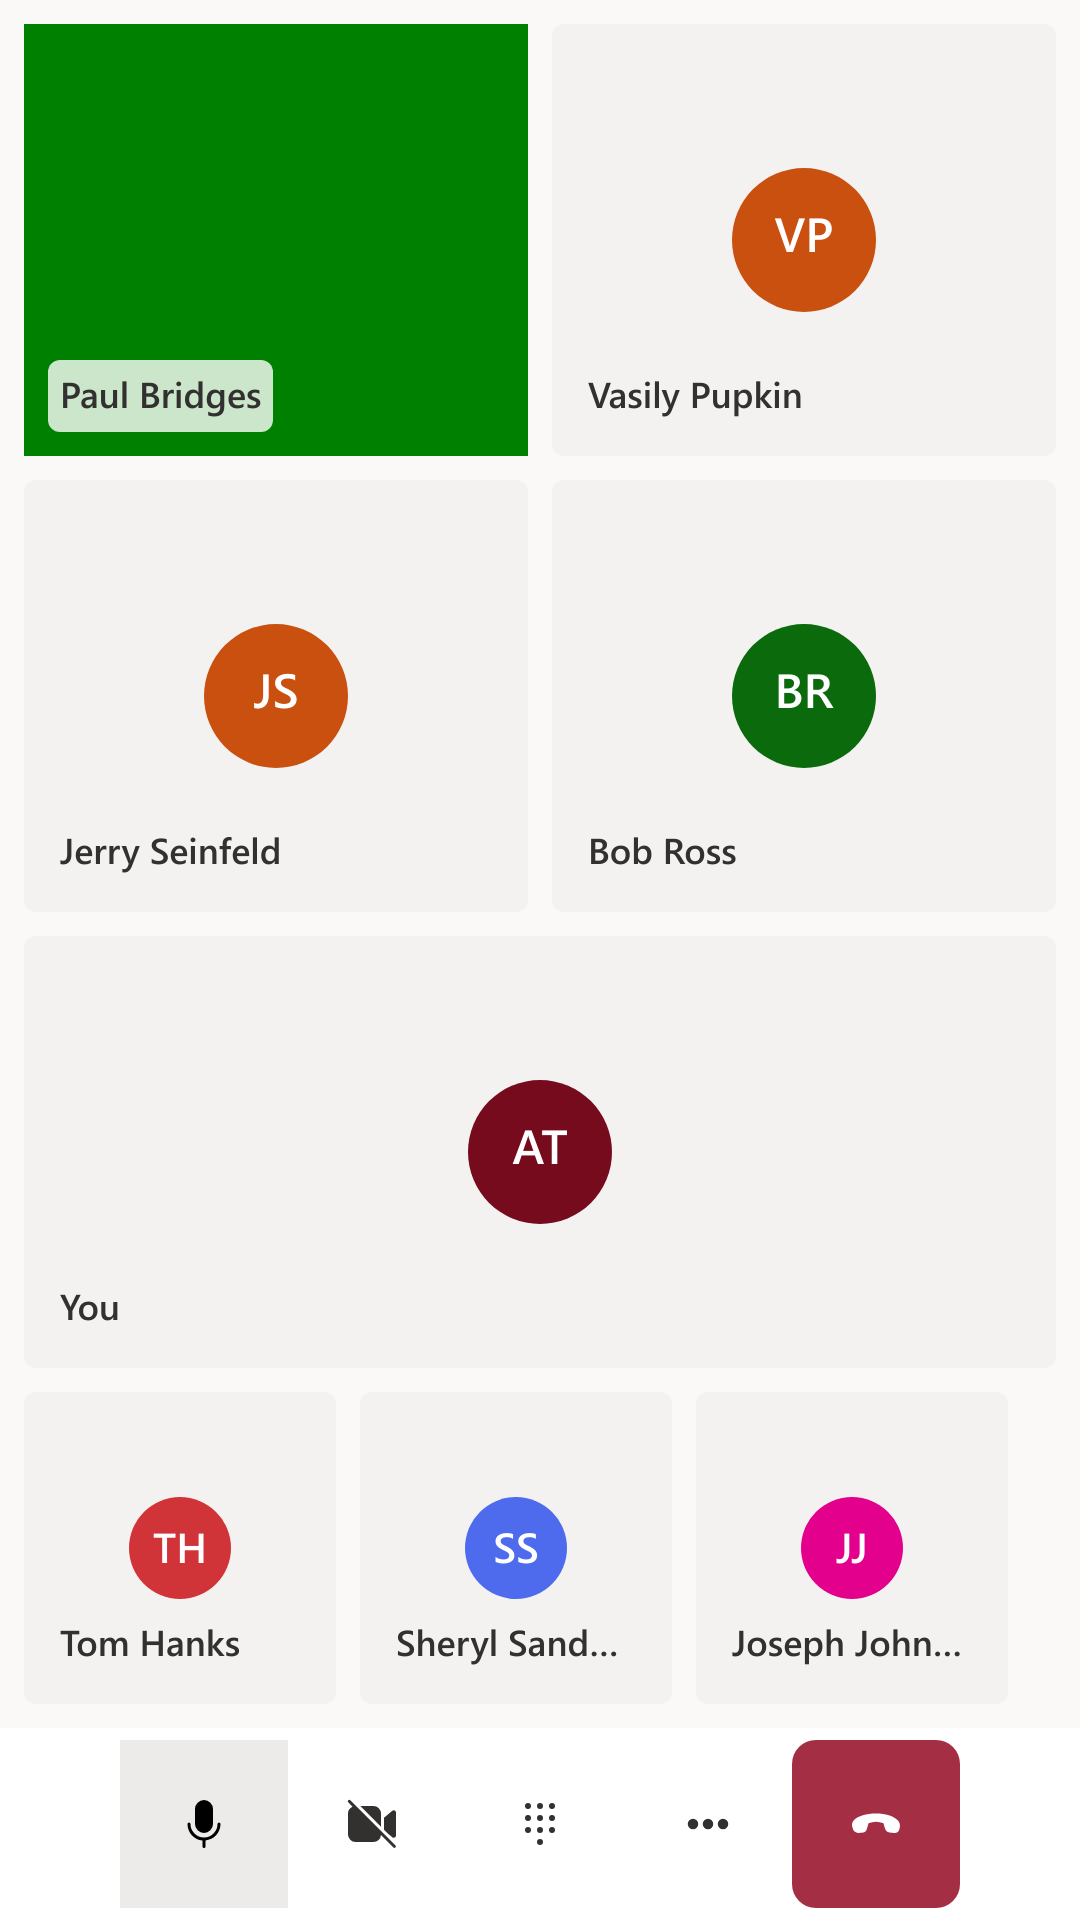 Paul Bridges
VP
Vasily Pupkin
JS
Jerry Seinfeld
BR
Bob Ross
AT
You
TH
Tom Hanks
SS
Sheryl Sand...
JJ
Joseph John...